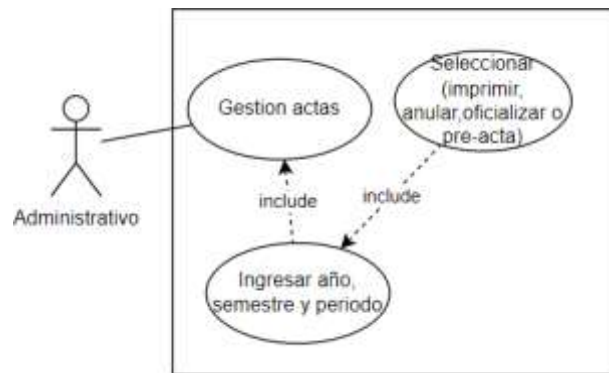 Seleccionar
(imprimir,
anular,oficializar o
pre-acta)
Gestion actas
include
include
Administrativo
Ingresar año,
semestre y periodo